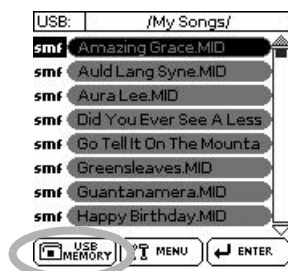 USB: /My Songs/
smf Amazing Grace.MID
smf Auld Lang Syne.MID
smf Aura Lee.MID
smf Did You Ever See A Less
smf Go Tell It On The Mounta
smf Greensleaves.MID
smf Guantanamera.MID
smf Happy Birthday.MID
USB MEMORY MENU ENTER